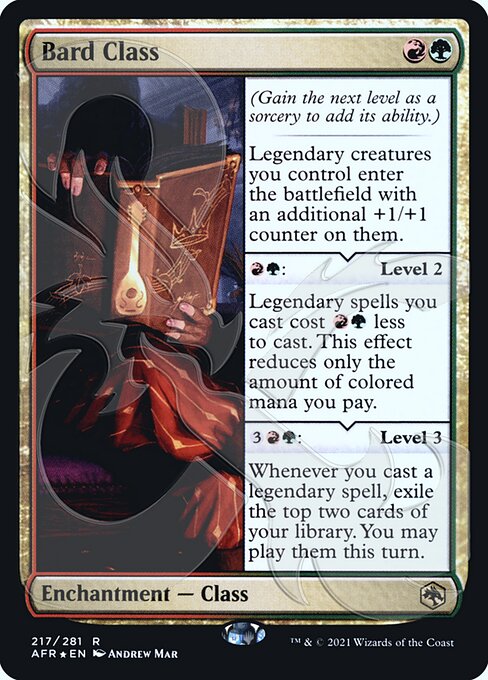 Bard Class
(Gain the next level as a
sorcery to add its ability.)
Legendary creatures
you control enter
the battlefield with
an additional +1/+1
counter on them.
: Level 2
Legendary spells you
cast cost less
to cast. This effect
reduces only the
amount of colored
mana you pay.
3 : Level 3
Whenever you cast a
legendary spell, exile
the top two cards of
your library. You may
play them this turn.
Enchantment — Class
217/281 R
AFR ★ EN Andrew Mar
™ & © 2021 Wizards of the Coast